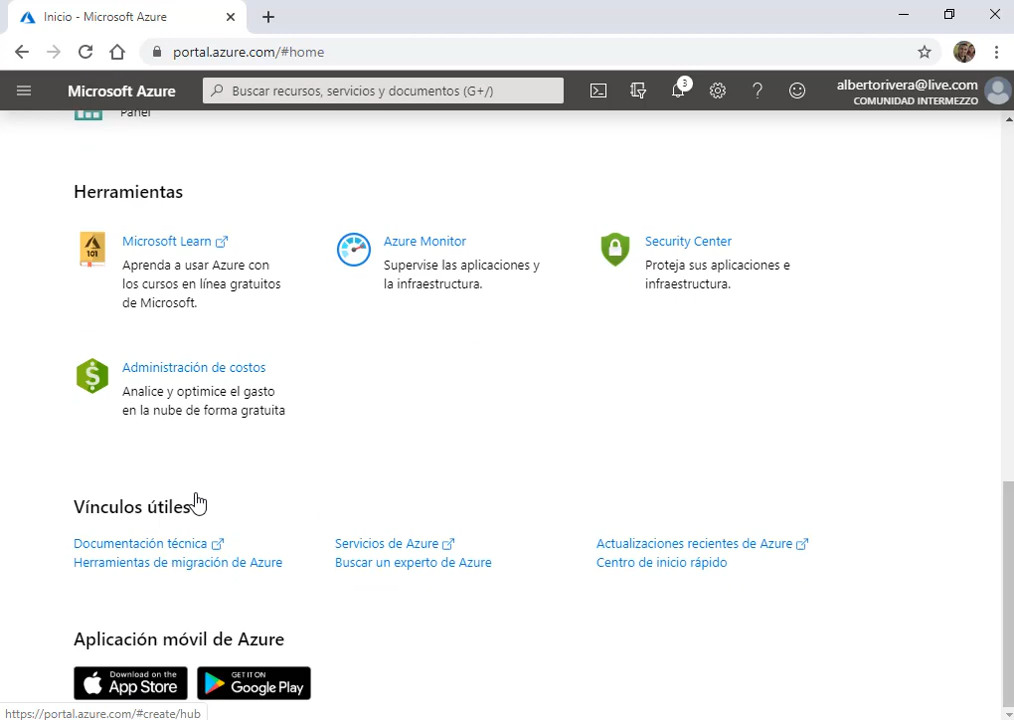 Inicio - Microsoft Azure
portal.azure.com/#home
Microsoft Azure
Buscar recursos, servicios y documentos (G+/)
3
albertorivera@live.com
COMUNIDAD INTERMEZZO
Panel
Herramientas
101
Microsoft Learn
Aprenda a usar Azure con
los cursos en línea gratuitos
de Microsoft.
Azure Monitor
Supervise las aplicaciones y
la infraestructura.
Security Center
Proteja sus aplicaciones e
infraestructura.
Administración de costos
Analice y optimice el gasto
en la nube de forma gratuita
Vínculos útiles
Documentación técnica
Servicios de Azure
Actualizaciones recientes de Azure
Herramientas de migración de Azure
Buscar un experto de Azure
Centro de inicio rápido
Aplicación móvil de Azure
Download on the
App Store
GET IT ON
Google Play
https://portal.azure.com/#create/hub